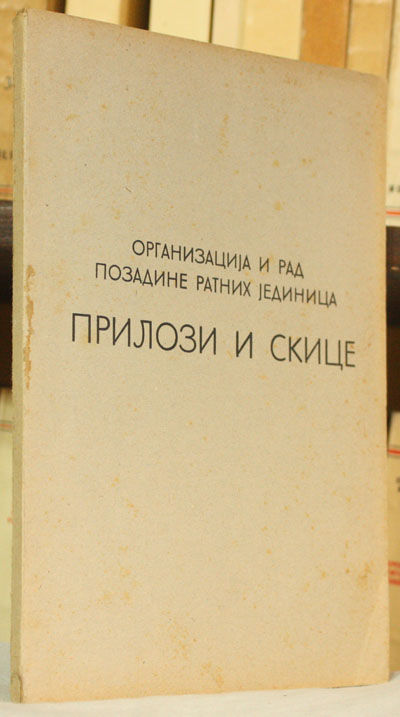 ОРГАНИЗАЦИЈА И РАД
ПОЗАДИНЕ РАТНИХ ЈЕДИНИЦА
ПРИЛОЗИ И СКИЦЕ